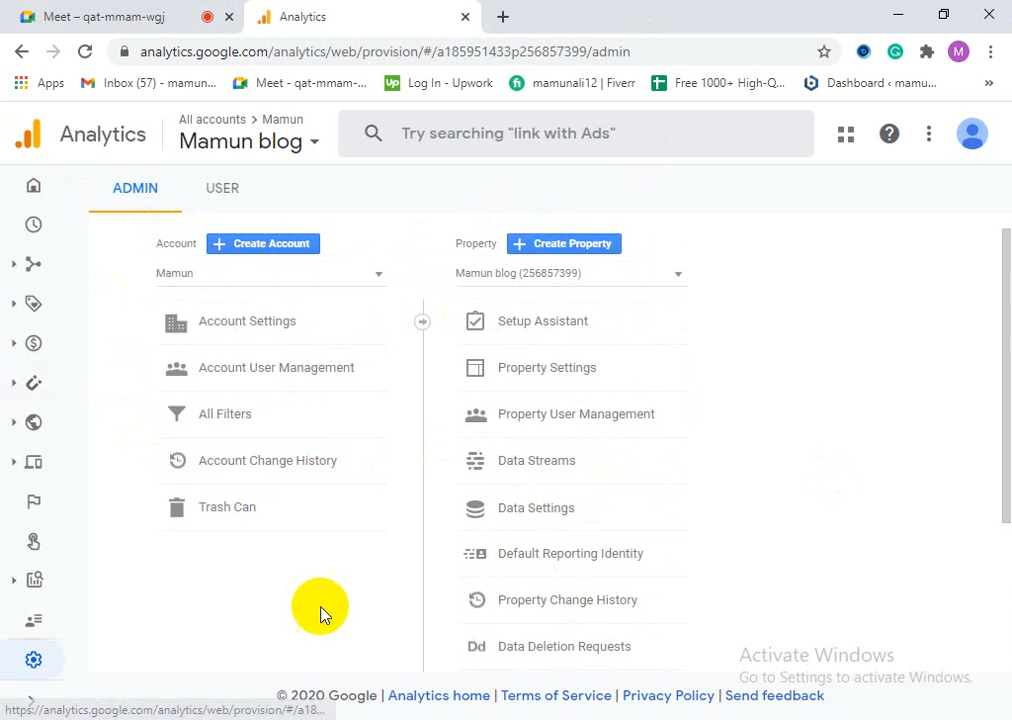 Meet – qat-mmam-wgj
Analytics
analytics.google.com/analytics/web/provision/#/a185951433p256857399/admin
M
Apps
Inbox (57) - mamun...
Meet - qat-mmam-...
Up
Log In - Upwork
fi
mamunali12 | Fiverr
Free 1000+ High-Q...
Dashboard ‹ mamu...
»
Analytics
All accounts > Mamun
Mamun blog
Try searching "link with Ads"
ADMIN
USER
Account
+ Create Account
Property
+ Create Property
Mamun
Mamun blog (256857399)
Account Settings
Setup Assistant
Account User Management
Property Settings
All Filters
Property User Management
Account Change History
Data Streams
Trash Can
Data Settings
Default Reporting Identity
Property Change History
Dd Data Deletion Requests
Activate Windows
Go to Settings to activate Windows.
© 2020 Google | Analytics home | Terms of Service | Privacy Policy | Send feedback
https://analytics.google.com/analytics/web/provision/#/a18...